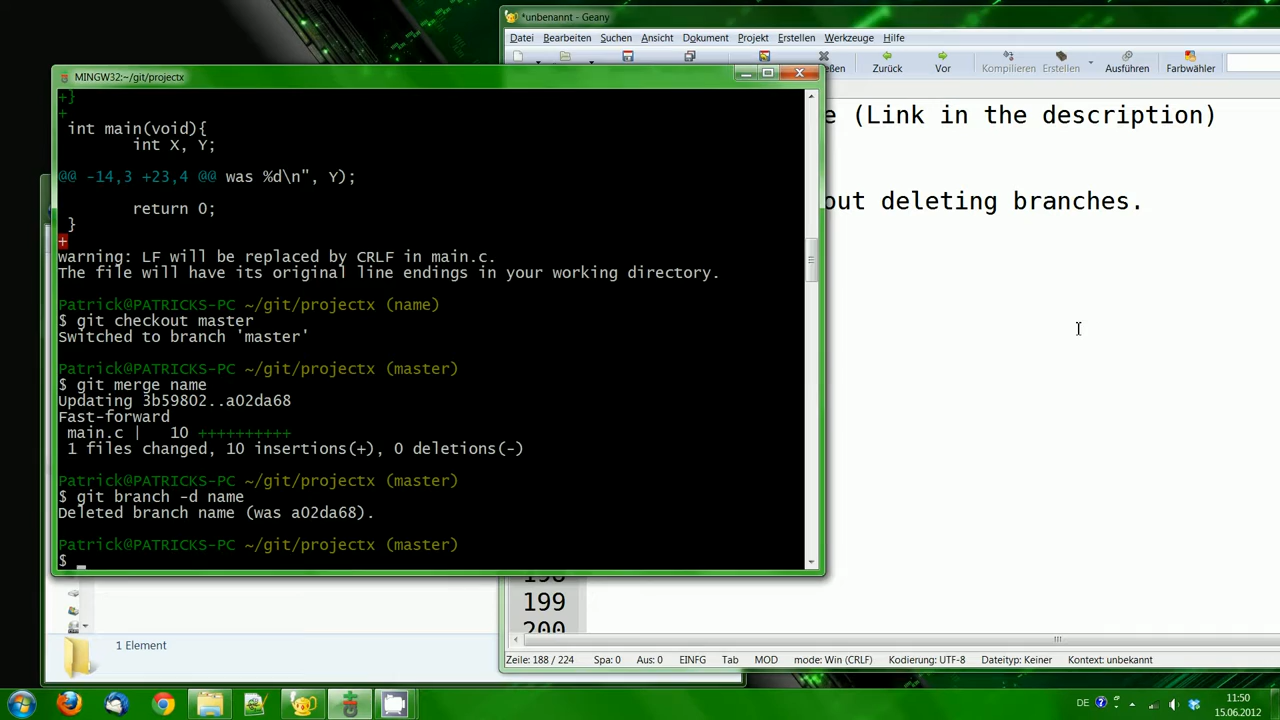 *unbenannt - Geany
Datei Bearbeiten Suchen Ansicht Dokument Projekt Erstellen Werkzeuge Hilfe
Zurück Vor Kompilieren Erstellen Ausführen Farbwähler
MINGW32:~/git/projectx
+}
+
 int main(void){
        int X, Y;
@@ -14,3 +23,4 @@ was %d\n", Y);
        return 0;
 }
+
warning: LF will be replaced by CRLF in main.c.
The file will have its original line endings in your working directory.
Patrick@PATRICKS-PC ~/git/projectx (name)
$ git checkout master
Switched to branch 'master'
Patrick@PATRICKS-PC ~/git/projectx (master)
$ git merge name
Updating 3b59802..a02da68
Fast-forward
 main.c |   10 ++++++++++
 1 files changed, 10 insertions(+), 0 deletions(-)
Patrick@PATRICKS-PC ~/git/projectx (master)
$ git branch -d name
Deleted branch name (was a02da68).
Patrick@PATRICKS-PC ~/git/projectx (master)
$
(Link in the description)
deleting branches.
199
200
1 Element
Zeile: 188 / 224 Spa: 0 Aus: 0 EINFG Tab MOD mode: Win (CRLF) Kodierung: UTF-8 Dateityp: Keiner Kontext: unbekannt
DE
11:50
15.06.2012